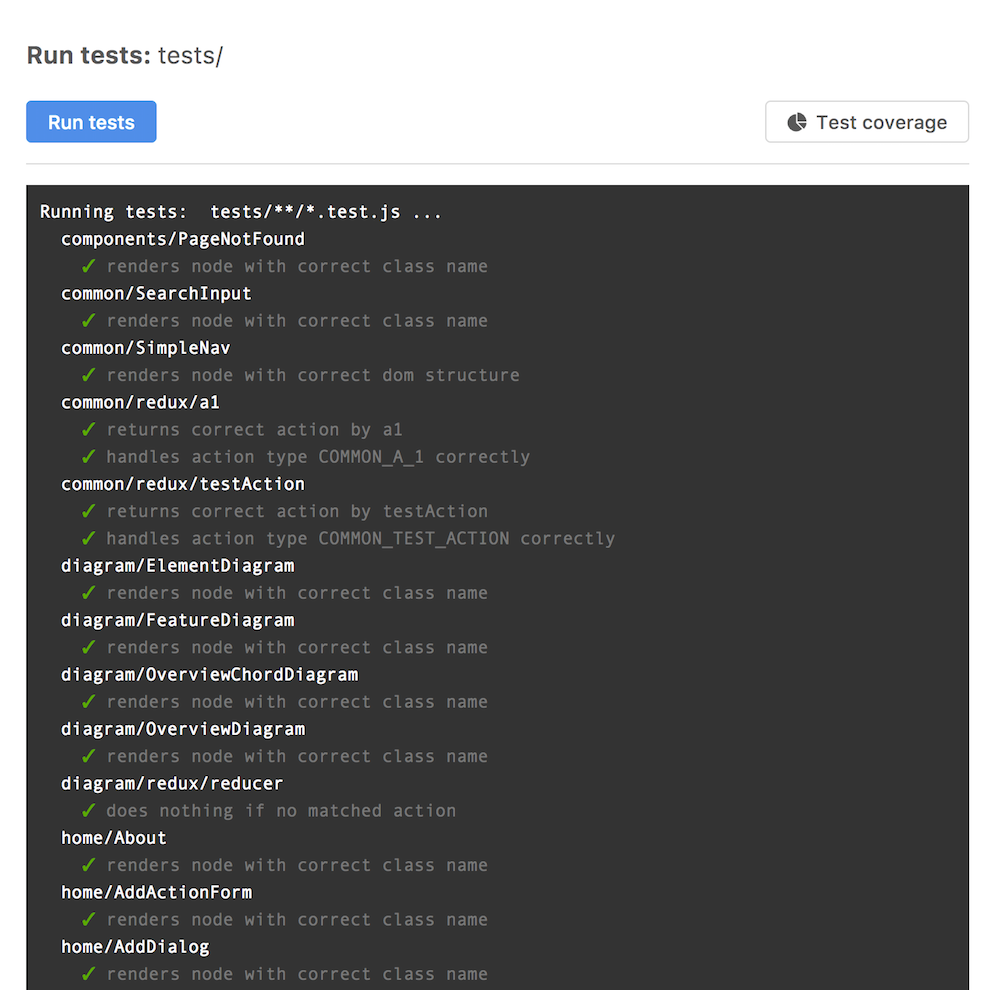 Run tests: tests/
Run tests
Test coverage
Running tests:  tests/**/*.test.js ...
components/PageNotFound
✓ renders node with correct class name
common/SearchInput
✓ renders node with correct class name
common/SimpleNav
✓ renders node with correct dom structure
common/redux/a1
✓ returns correct action by a1
✓ handles action type COMMON_A_1 correctly
common/redux/testAction
✓ returns correct action by testAction
✓ handles action type COMMON_TEST_ACTION correctly
diagram/ElementDiagram
✓ renders node with correct class name
diagram/FeatureDiagram
✓ renders node with correct class name
diagram/OverviewChordDiagram
✓ renders node with correct class name
diagram/OverviewDiagram
✓ renders node with correct class name
diagram/redux/reducer
✓ does nothing if no matched action
home/About
✓ renders node with correct class name
home/AddActionForm
✓ renders node with correct class name
home/AddDialog
✓ renders node with correct class name